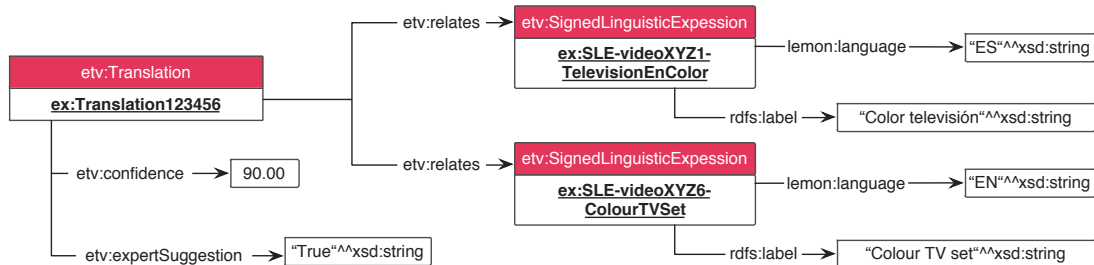 etv:Translation
ex:Translation123456
etv:confidence
90.00
etv:expertSuggestion
“True“^^xsd:string
etv:relates
etv:SignedLinguisticExpession
ex:SLE-videoXYZ1-
TelevisionEnColor
lemon:language
“ES“^^xsd:string
rdfs:label
“Color televisión“^^xsd:string
etv:relates
etv:SignedLinguisticExpession
ex:SLE-videoXYZ6-
ColourTVSet
lemon:language
“EN“^^xsd:string
rdfs:label
“Colour TV set“^^xsd:string